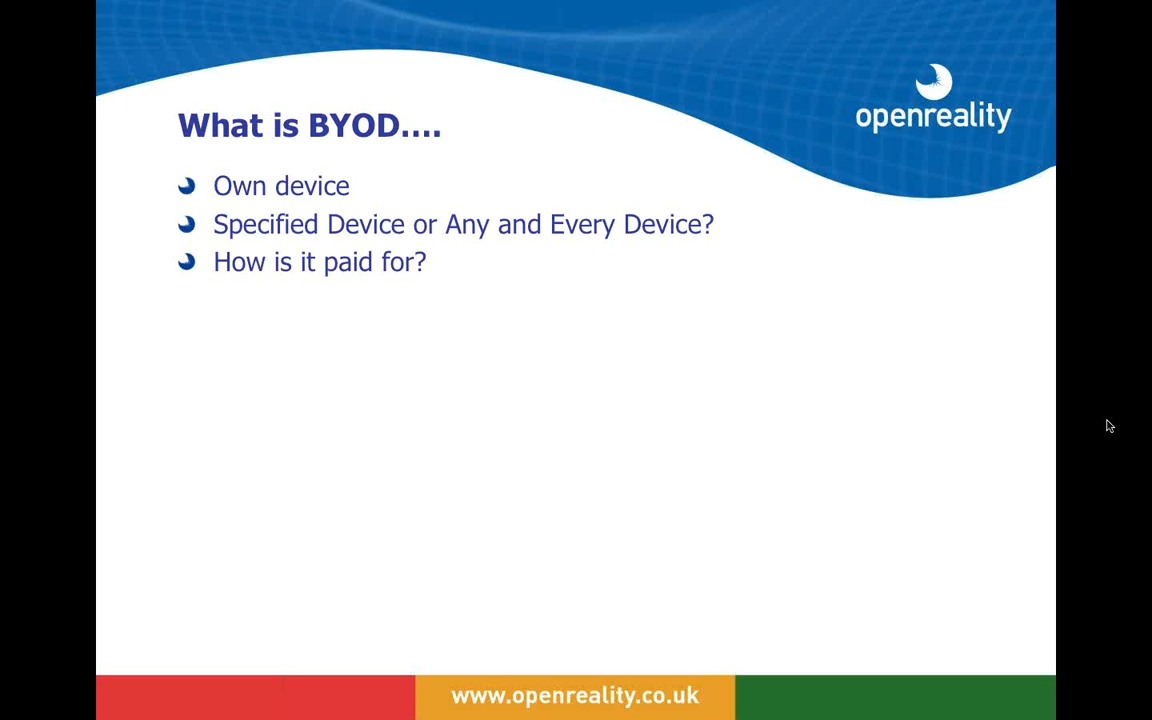 openreality
What is BYOD....
Own device
Specified Device or Any and Every Device?
How is it paid for?
www.openreality.co.uk